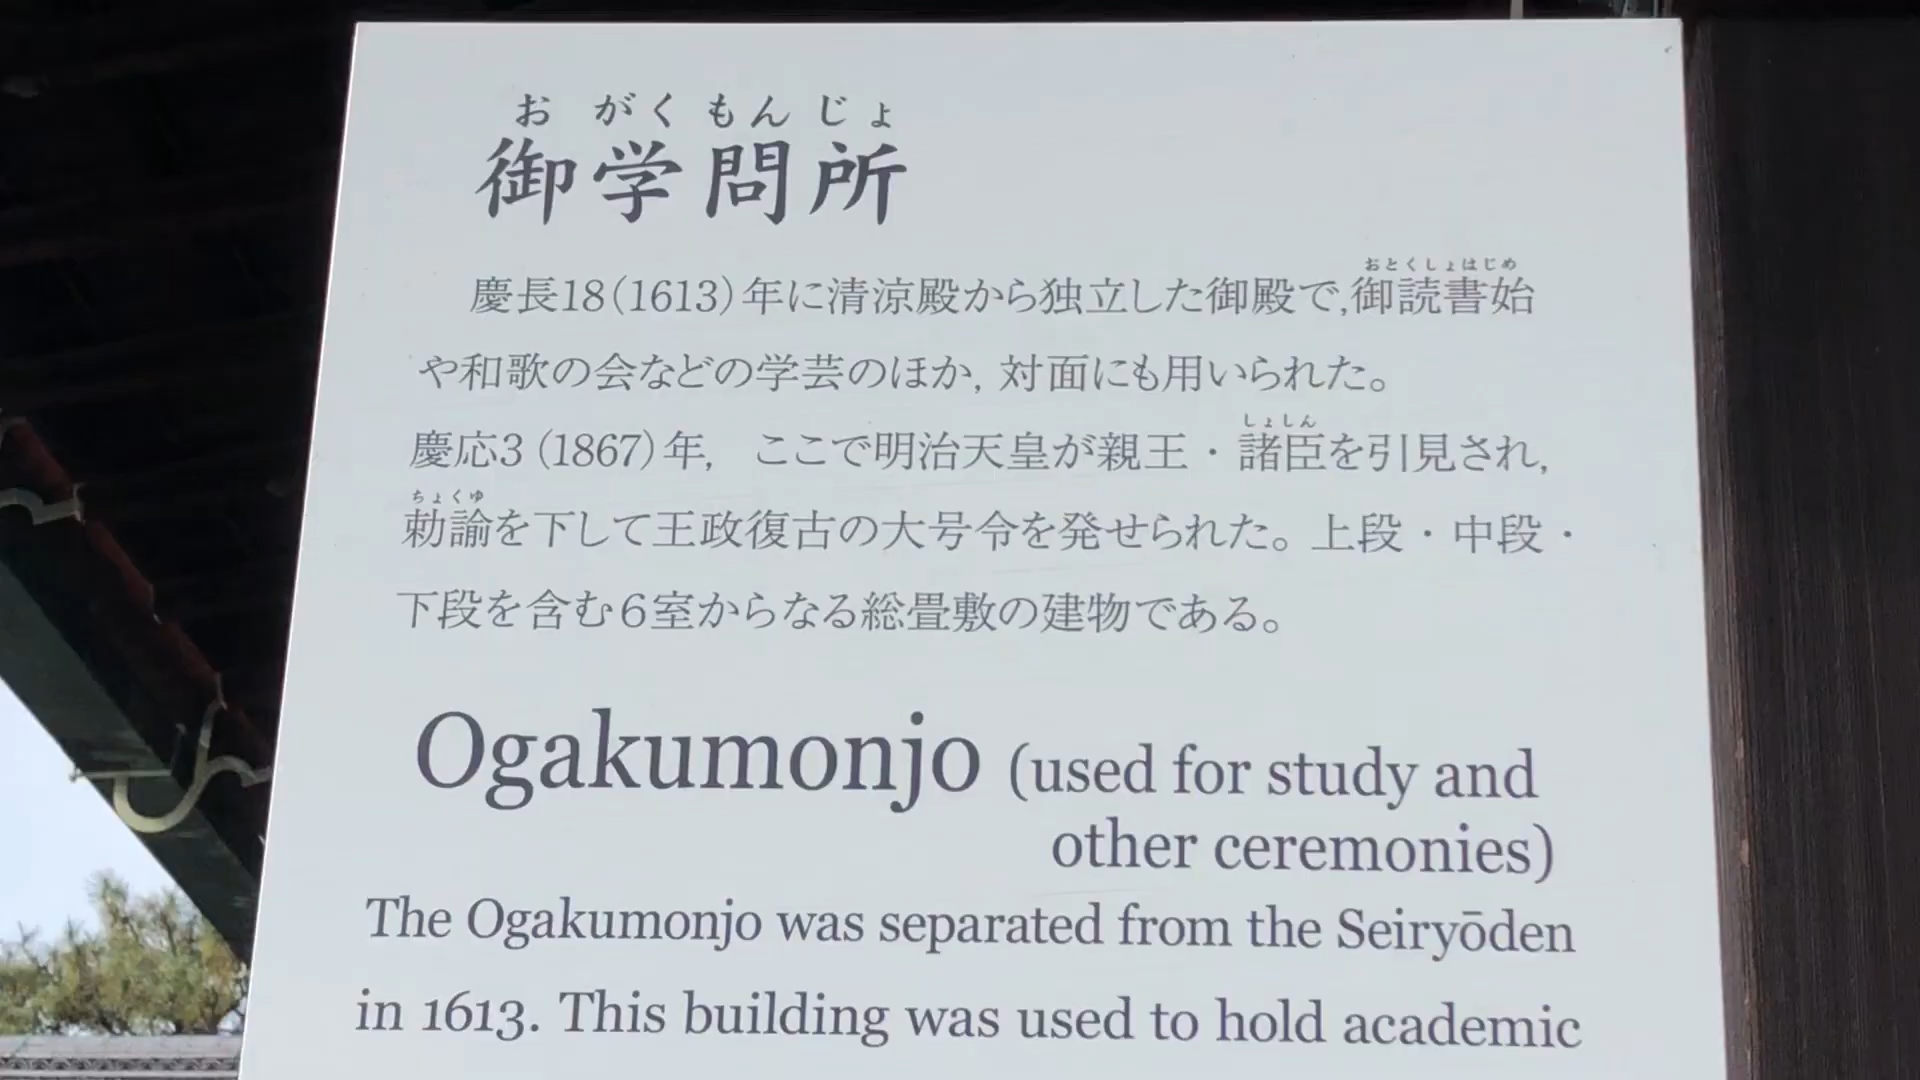 おがくもんじょ
御学問所
おとくしょはじめ
慶長18(1613)年に清涼殿から独立した御殿で,御読書始
や和歌の会などの学芸のほか,対面にも用いられた。
しょしん
慶応3(1867)年, ここで明治天皇が親王・諸臣を引見され,
ちょくゆ
勅諭を下して王政復古の大号令を発せられた。上段・中段・
下段を含む6室からなる総畳敷の建物である。
Ogakumonjo (used for study and
other ceremonies)
The Ogakumonjo was separated from the Seiryōden
in 1613. This building was used to hold academic